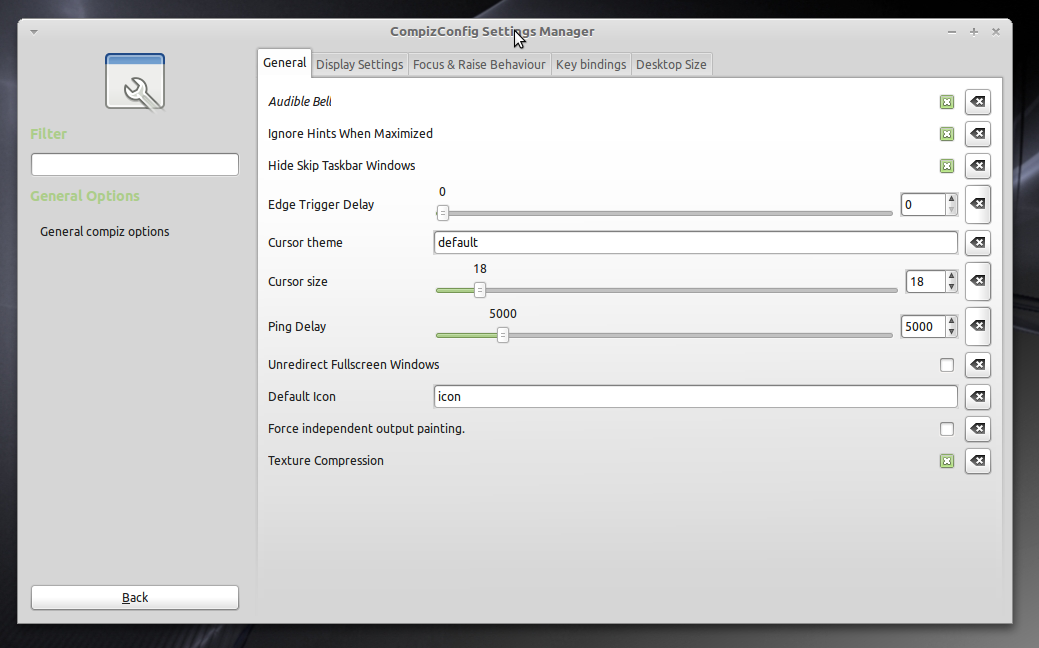 CompizConfig Settings Manager
Filter
General Options
General compiz options
Back
General Display Settings Focus & Raise Behaviour Key bindings Desktop Size
Audible Bell
Ignore Hints When Maximized
Hide Skip Taskbar Windows
0
Edge Trigger Delay 0
Cursor theme default
18
Cursor size 18
5000
Ping Delay 5000
Unredirect Fullscreen Windows
Default Icon icon
Force independent output painting.
Texture Compression